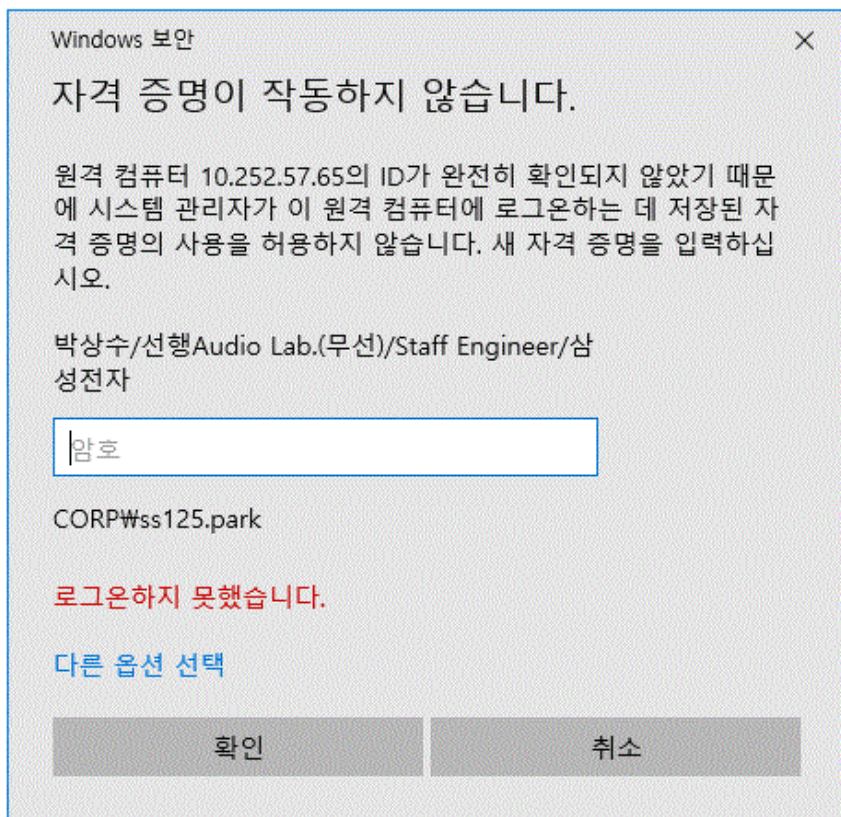 Windows 보안
자격 증명이 작동하지 않습니다.
원격 컴퓨터 10.252.57.65의 ID가 완전히 확인되지 않았기 때문
에 시스템 관리자가 이 원격 컴퓨터에 로그온하는 데 저장된 자
격 증명의 사용을 허용하지 않습니다. 새 자격 증명을 입력하십
시오.
박상수/선행Audio Lab.(무선)/Staff Engineer/삼
성전자
암호
CORP₩ss125.park
로그온하지 못했습니다.
다른 옵션 선택
확인
취소